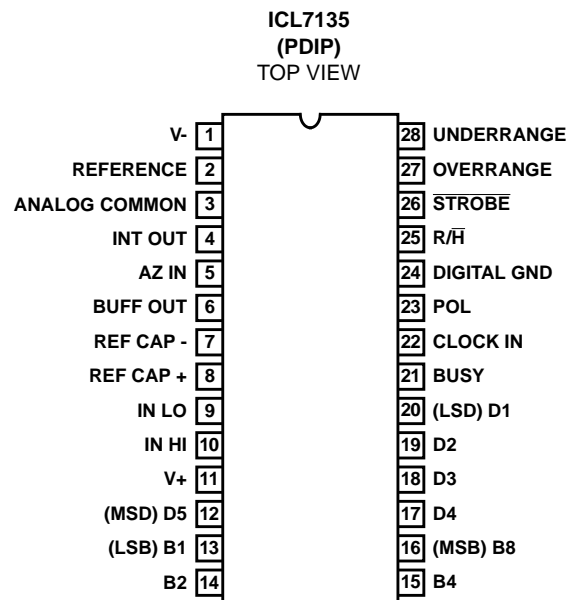 ICL7135
(PDIP)
TOP VIEW
V- 1 28 UNDERRANGE
REFERENCE 2 27 OVERRANGE
ANALOG COMMON 3 26 S̅T̅R̅O̅B̅E̅
INT OUT 4 25 R/H̅
AZ IN 5 24 DIGITAL GND
BUFF OUT 6 23 POL
REF CAP - 7 22 CLOCK IN
REF CAP + 8 21 BUSY
IN LO 9 20 (LSD) D1
IN HI 10 19 D2
V+ 11 18 D3
(MSD) D5 12 17 D4
(LSB) B1 13 16 (MSB) B8
B2 14 15 B4